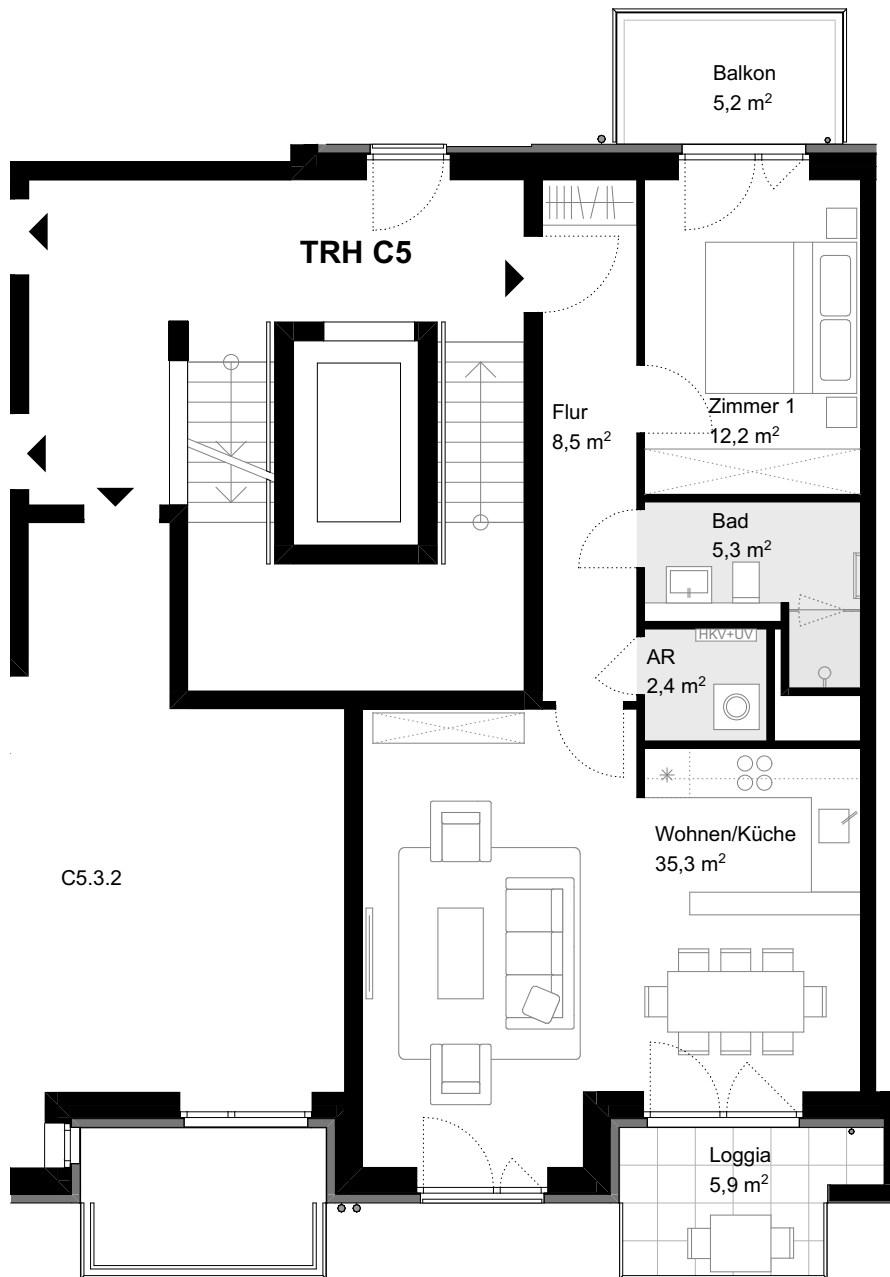 Balkon
5,2 m²
TRH C5
Flur
8,5 m²
Zimmer 1
12,2 m²
Bad
5,3 m²
HKV+UV
AR
2,4 m²
Wohnen/Küche
35,3 m²
C5.3.2
Loggia
5,9 m²